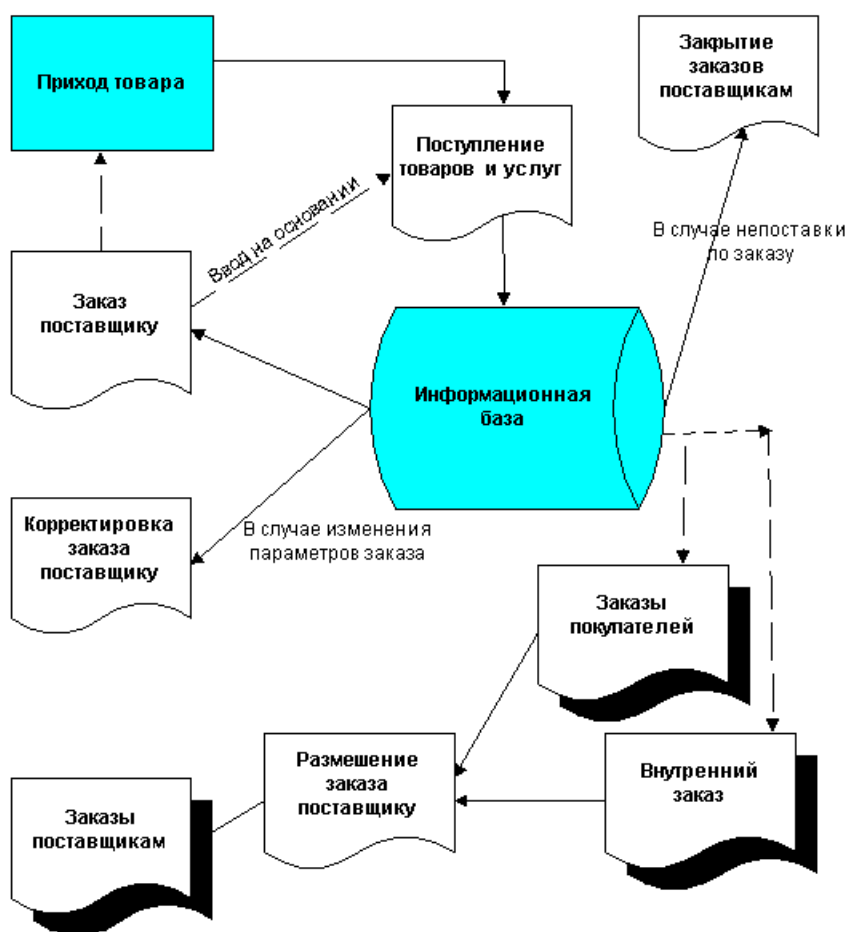 Приход товара
Закрытие
заказов
поставщикам
Поступление
товаров и услуг
Ввод на основании
В случае непоставки
по заказу
Заказ
поставщику
Информационная
база
Корректировка
заказа
поставщику
В случае изменения
параметров заказа
Заказы
покупателей
Размешение
заказа
поставщику
Внутренний
заказ
Заказы
поставщикам